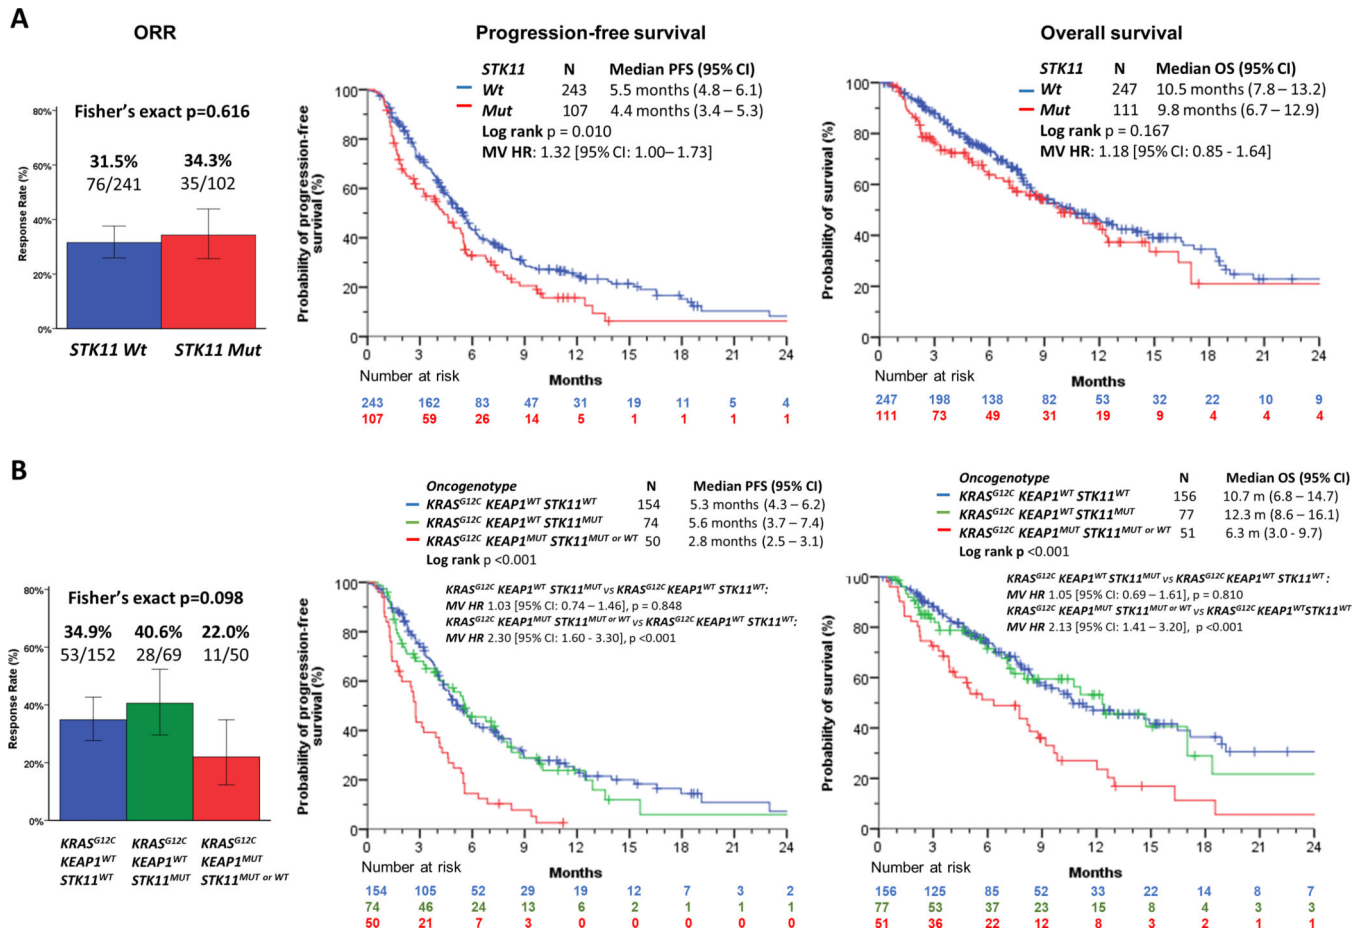 A
ORR
Fisher's exact p=0.616
31.5% 34.3%
76/241 35/102
Response Rate (%)
80%
60%
40%
20%
0%
STK11 Wt STK11 Mut
Progression-free survival
STK11 N Median PFS (95% CI)
Wt 243 5.5 months (4.8 – 6.1)
Mut 107 4.4 months (3.4 – 5.3)
Log rank p = 0.010
MV HR: 1.32 [95% CI: 1.00– 1.73]
Probability of progression-free
survival (%)
100
80
60
40
20
0
0 3 6 9 12 15 18 21 24
Number at risk
Months
243 162 83 47 31 19 11 5 4
107 59 26 14 5 1 1 1 1
Overall survival
STK11 N Median OS (95% CI)
Wt 247 10.5 months (7.8 – 13.2)
Mut 111 9.8 months (6.7 – 12.9)
Log rank p = 0.167
MV HR: 1.18 [95% CI: 0.85 - 1.64]
Probability of survival (%)
100
80
60
40
20
0
0 3 6 9 12 15 18 21 24
Number at risk
Months
247 198 138 82 53 32 22 10 9
111 73 49 31 19 9 4 4 4
B
Fisher's exact p=0.098
34.9% 40.6% 22.0%
53/152 28/69 11/50
Response Rate (%)
80%
60%
40%
20%
0%
KRASG12C KRASG12C KRASG12C
KEAP1WT KEAP1WT KEAP1MUT
STK11WT STK11MUT STK11MUT or WT
Oncogenotype N Median PFS (95% CI)
KRASG12C KEAP1WT STK11WT 154 5.3 months (4.3 – 6.2)
KRASG12C KEAP1WT STK11MUT 74 5.6 months (3.7 – 7.4)
KRASG12C KEAP1MUT STK11MUT or WT 50 2.8 months (2.5 – 3.1)
Log rank p <0.001
KRASG12C KEAP1WT STK11MUT vs KRASG12C KEAP1WT STK11WT:
MV HR 1.03 [95% CI: 0.74 – 1.46], p = 0.848
KRASG12C KEAP1MUT STK11MUT or WT vs KRASG12C KEAP1WT STK11WT:
MV HR 2.30 [95% CI: 1.60 - 3.30], p <0.001
Probability of progression-free
survival (%)
100
80
60
40
20
0
0 3 6 9 12 15 18 21 24
Number at risk
Months
154 105 52 29 19 12 7 3 2
74 46 24 13 6 2 1 1 1
50 21 7 3 0 0 0 0 0
Oncogenotype N Median OS (95% CI)
KRASG12C KEAP1WT STK11WT 156 10.7 m (6.8 – 14.7)
KRASG12C KEAP1WT STK11MUT 77 12.3 m (8.6 – 16.1)
KRASG12C KEAP1MUT STK11MUT or WT 51 6.3 m (3.0 - 9.7)
Log rank p <0.001
KRASG12C KEAP1WT STK11MUT vs KRASG12C KEAP1WT STK11WT :
MV HR 1.05 [95% CI: 0.69 – 1.61], p = 0.810
KRASG12C KEAP1MUT STK11MUT or WT vs KRASG12C KEAP1WTSTK11WT
MV HR 2.13 [95% CI: 1.41 – 3.20], p <0.001
Probability of survival (%)
100
80
60
40
20
0
0 3 6 9 12 15 18 21 24
Number at risk
Months
156 125 85 52 33 22 14 8 7
77 53 37 23 15 8 4 3 3
51 36 22 12 8 3 2 1 1